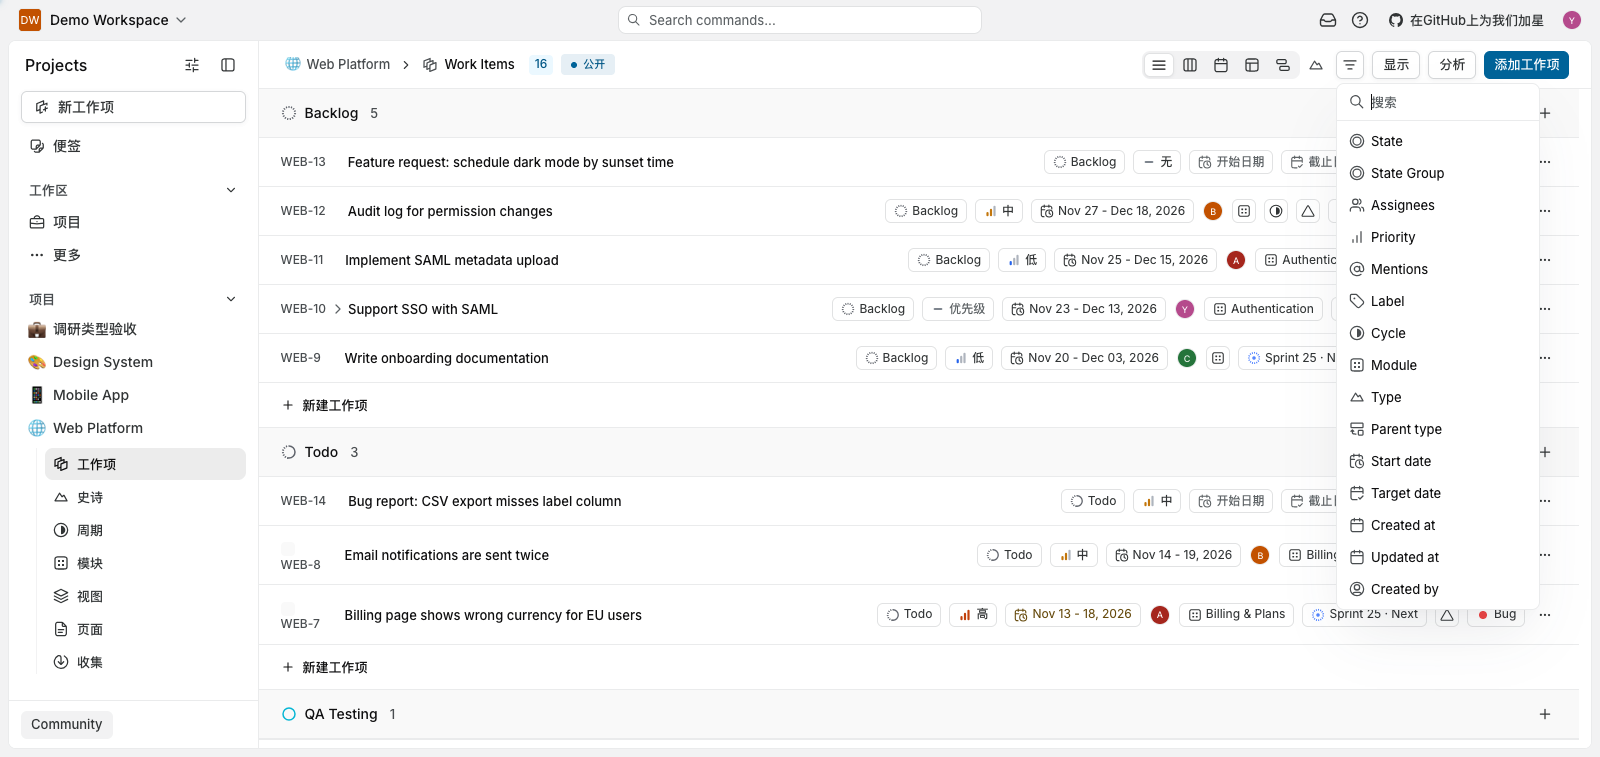 DW Demo Workspace
Search commands...
在GitHub上为我们加星
Y
Projects
新工作项
便签
工作区
项目
更多
项目
调研类型验收
Design System
Mobile App
Web Platform
工作项
史诗
周期
模块
视图
页面
收集
Community
Web Platform
Work Items
16
公开
显示
分析
添加工作项
Backlog 5
WEB-13 Feature request: schedule dark mode by sunset time Backlog 无 开始日期 截止
WEB-12 Audit log for permission changes Backlog 中 Nov 27 - Dec 18, 2026 B
WEB-11 Implement SAML metadata upload Backlog 低 Nov 25 - Dec 15, 2026 A Authentic
WEB-10 Support SSO with SAML Backlog 优先级 Nov 23 - Dec 13, 2026 Y Authentication
WEB-9 Write onboarding documentation Backlog 低 Nov 20 - Dec 03, 2026 C Sprint 25 · N
新建工作项
Todo 3
WEB-14 Bug report: CSV export misses label column Todo 中 开始日期 截止
WEB-8 Email notifications are sent twice Todo 中 Nov 14 - 19, 2026 B Billing
WEB-7 Billing page shows wrong currency for EU users Todo 高 Nov 13 - 18, 2026 A Billing & Plans Sprint 25 · Next Bug
新建工作项
QA Testing 1
搜索
State
State Group
Assignees
Priority
Mentions
Label
Cycle
Module
Type
Parent type
Start date
Target date
Created at
Updated at
Created by